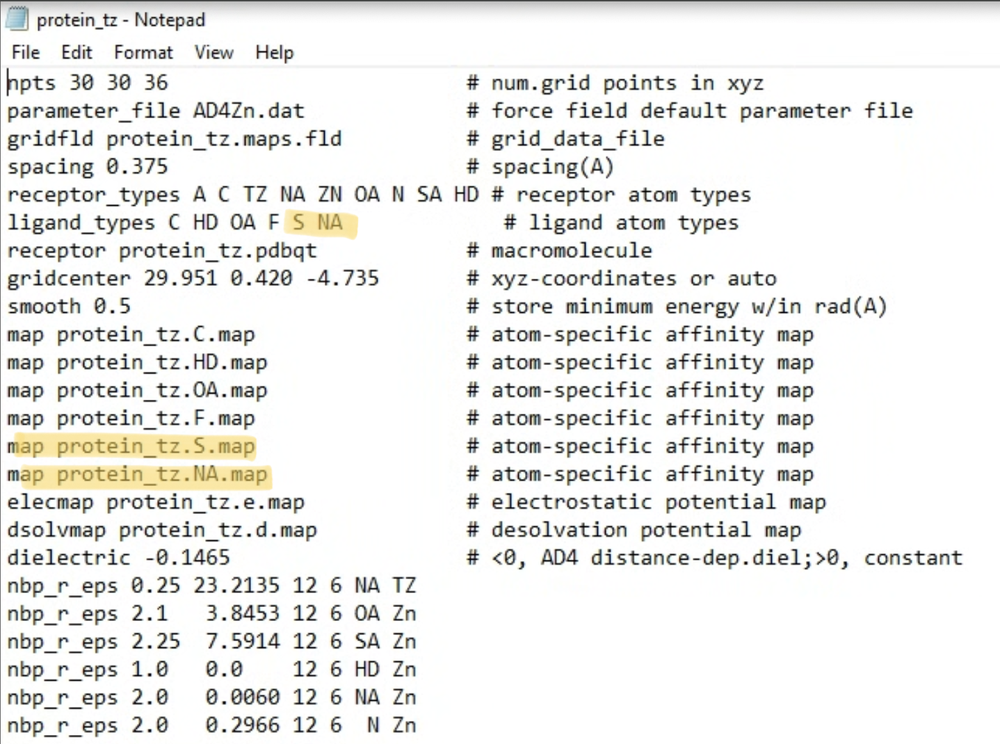 protein_tz - Notepad
File Edit Format View Help
npts 30 30 36 # num.grid points in xyz
parameter_file AD4Zn.dat # force field default parameter file
gridfld protein_tz.maps.fld # grid_data_file
spacing 0.375 # spacing(A)
receptor_types A C TZ NA ZN OA N SA HD # receptor atom types
ligand_types C HD OA F S NA # ligand atom types
receptor protein_tz.pdbqt # macromolecule
gridcenter 29.951 0.420 -4.735 # xyz-coordinates or auto
smooth 0.5 # store minimum energy w/in rad(A)
map protein_tz.C.map # atom-specific affinity map
map protein_tz.HD.map # atom-specific affinity map
map protein_tz.OA.map # atom-specific affinity map
map protein_tz.F.map # atom-specific affinity map
map protein_tz.S.map # atom-specific affinity map
map protein_tz.NA.map # atom-specific affinity map
elecmap protein_tz.e.map # electrostatic potential map
dsolvmap protein_tz.d.map # desolvation potential map
dielectric -0.1465 # <0, AD4 distance-dep.diel;>0, constant
nbp_r_eps 0.25 23.2135 12 6 NA TZ
nbp_r_eps 2.1 3.8453 12 6 OA Zn
nbp_r_eps 2.25 7.5914 12 6 SA Zn
nbp_r_eps 1.0 0.0 12 6 HD Zn
nbp_r_eps 2.0 0.0060 12 6 NA Zn
nbp_r_eps 2.0 0.2966 12 6 N Zn